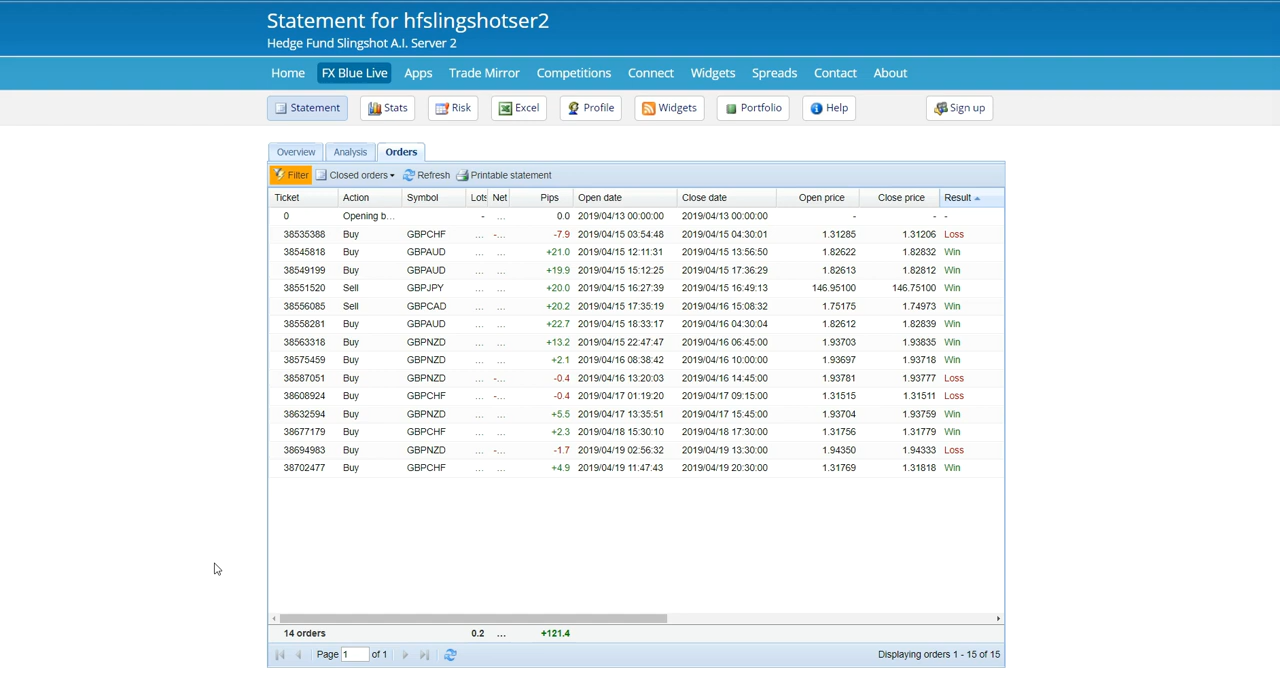 Statement for hfslingshotser2
Hedge Fund Slingshot A.I. Server 2
Home FX Blue Live Apps Trade Mirror Competitions Connect Widgets Spreads Contact About
Statement Stats Risk Excel Profile Widgets Portfolio Help Sign up
Overview Analysis Orders
Filter Closed orders Refresh Printable statement
Ticket Action Symbol Lots Net Pips Open date Close date Open price Close price Result
0 Opening b... - ... 0.0 2019/04/13 00:00:00 2019/04/13 00:00:00 - - -
38535388 Buy GBPCHF ... -... -7.9 2019/04/15 03:54:48 2019/04/15 04:30:01 1.31285 1.31206 Loss
38545818 Buy GBPAUD ... ... +21.0 2019/04/15 12:11:31 2019/04/15 13:56:50 1.82622 1.82832 Win
38549199 Buy GBPAUD ... ... +19.9 2019/04/15 15:12:25 2019/04/15 17:36:29 1.82613 1.82812 Win
38551520 Sell GBPJPY ... ... +20.0 2019/04/15 16:27:39 2019/04/15 16:49:13 146.95100 146.75100 Win
38556085 Sell GBPCAD ... ... +20.2 2019/04/15 17:35:19 2019/04/16 15:08:32 1.75175 1.74973 Win
38558281 Buy GBPAUD ... ... +22.7 2019/04/15 18:33:17 2019/04/16 04:30:04 1.82612 1.82839 Win
38563318 Buy GBPNZD ... ... +13.2 2019/04/15 22:47:47 2019/04/16 06:45:00 1.93703 1.93835 Win
38575459 Buy GBPNZD ... ... +2.1 2019/04/16 08:38:42 2019/04/16 10:00:00 1.93697 1.93718 Win
38587051 Buy GBPNZD ... -... -0.4 2019/04/16 13:20:03 2019/04/16 14:45:00 1.93781 1.93777 Loss
38608924 Buy GBPCHF ... -... -0.4 2019/04/17 01:19:20 2019/04/17 09:15:00 1.31515 1.31511 Loss
38632594 Buy GBPNZD ... ... +5.5 2019/04/17 13:35:51 2019/04/17 15:45:00 1.93704 1.93759 Win
38677179 Buy GBPCHF ... ... +2.3 2019/04/18 15:30:10 2019/04/18 17:30:00 1.31756 1.31779 Win
38694983 Buy GBPNZD ... -... -1.7 2019/04/19 02:56:32 2019/04/19 13:30:00 1.94350 1.94333 Loss
38702477 Buy GBPCHF ... ... +4.9 2019/04/19 11:47:43 2019/04/19 20:30:00 1.31769 1.31818 Win
14 orders 0.2 ... +121.4
Page 1 of 1 Displaying orders 1 - 15 of 15